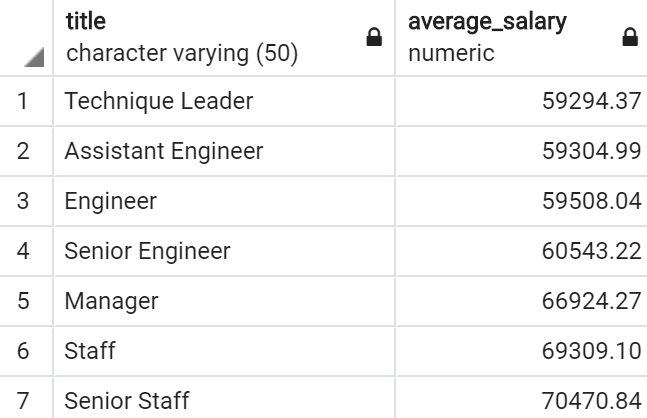 title average_salary
character varying (50) numeric
1 Technique Leader 59294.37
2 Assistant Engineer 59304.99
3 Engineer 59508.04
4 Senior Engineer 60543.22
5 Manager 66924.27
6 Staff 69309.10
7 Senior Staff 70470.84